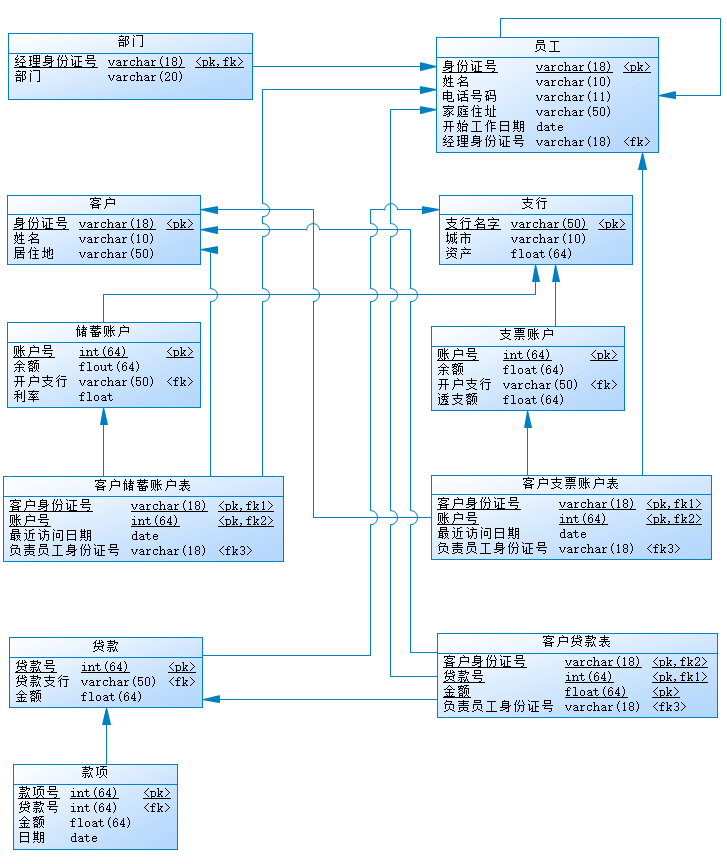 部门
经理身份证号 varchar(18) <pk,fk>
部门 varchar(20)
员工
身份证号 varchar(18) <pk>
姓名 varchar(10)
电话号码 varchar(11)
家庭住址 varchar(50)
开始工作日期 date
经理身份证号 varchar(18) <fk>
客户
身份证号 varchar(18) <pk>
姓名 varchar(10)
居住地 varchar(50)
支行
支行名字 varchar(50) <pk>
城市 varchar(10)
资产 float(64)
储蓄账户
账户号 int(64) <pk>
余额 flout(64)
开户支行 varchar(50) <fk>
利率 float
支票账户
账户号 int(64) <pk>
余额 float(64)
开户支行 varchar(50) <fk>
透支额 float(64)
客户储蓄账户表
客户身份证号 varchar(18) <pk,fk1>
账户号 int(64) <pk,fk2>
最近访问日期 date
负责员工身份证号 varchar(18) <fk3>
客户支票账户表
客户身份证号 varchar(18) <pk,fk1>
账户号 int(64) <pk,fk2>
最近访问日期 date
负责员工身份证号 varchar(18) <fk3>
贷款
贷款号 int(64) <pk>
贷款支行 varchar(50) <fk>
金额 float(64)
客户贷款表
客户身份证号 varchar(18) <pk,fk2>
贷款号 int(64) <pk,fk1>
金额 float(64) <pk>
负责员工身份证号 varchar(18) <fk3>
款项
款项号 int(64) <pk>
贷款号 int(64) <fk>
金额 float(64)
日期 date